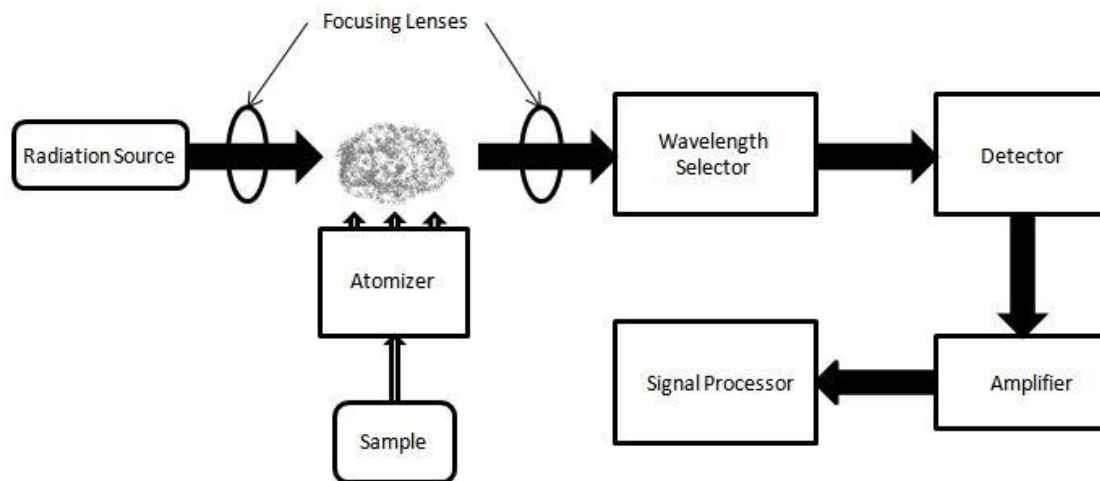 Focusing Lenses
Radiation Source
Wavelength
Selector
Detector
Atomizer
Signal Processor
Amplifier
Sample